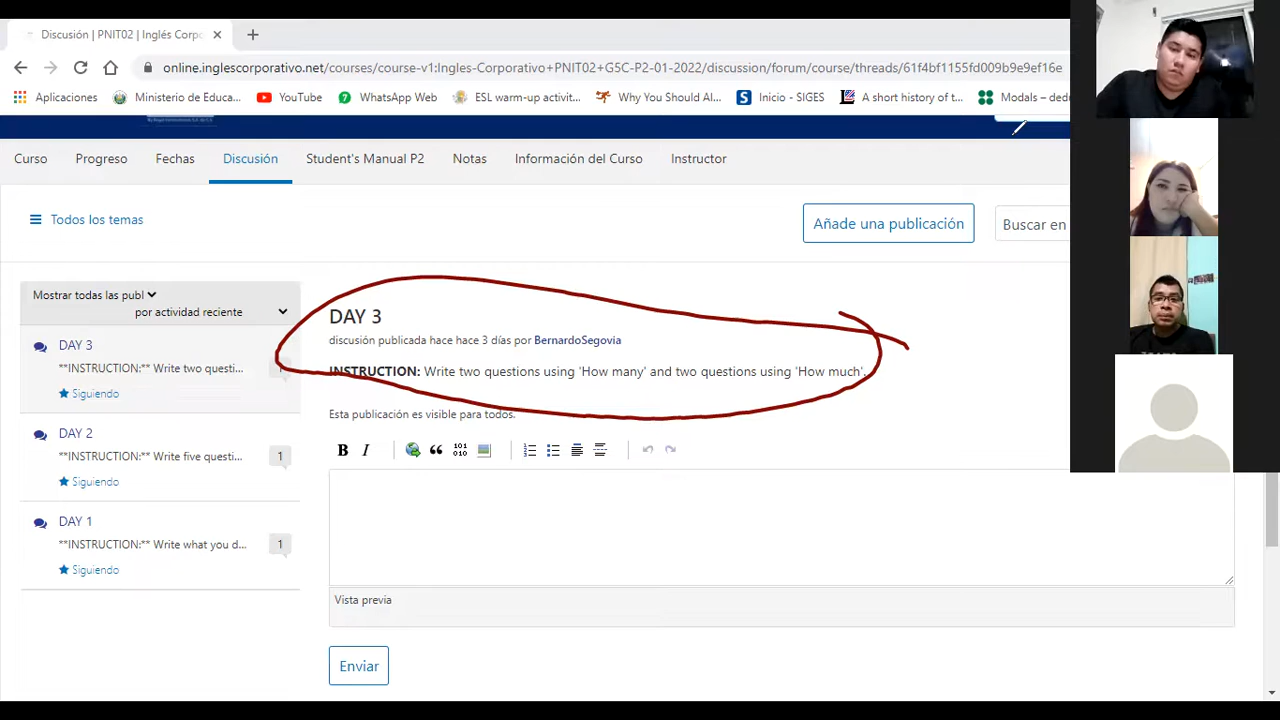 Discusión | PNIT02 | Inglés Corpo
online.inglescorporativo.net/courses/course-v1:Ingles-corporativo+PNIT02+G5C-P2-01-2022/discussion/forum/course/threads/61f4bf1155fd009b9e9ef16e
Aplicaciones Ministerio de Educa... YouTube WhatsApp Web ESL warm-up activit... Why You Should Al... Inicio - SIGES A short history of t... Modals – dedo
Curso Progreso Fechas Discusión Student's Manual P2 Notas Información del Curso Instructor
Todos los temas
Añade una publicación
Buscar en
Mostrar todas las publ
por actividad reciente
DAY 3
**INSTRUCTION:** Write two questi...
Siguiendo
DAY 2
**INSTRUCTION:** Write five questi...
1
Siguiendo
DAY 1
**INSTRUCTION:** Write what you d...
1
Siguiendo
DAY 3
discusión publicada hace hace 3 días por BernardoSegovia
INSTRUCTION: Write two questions using 'How many' and two questions using 'How much'.
Esta publicación es visible para todos.
B I
Vista previa
Enviar